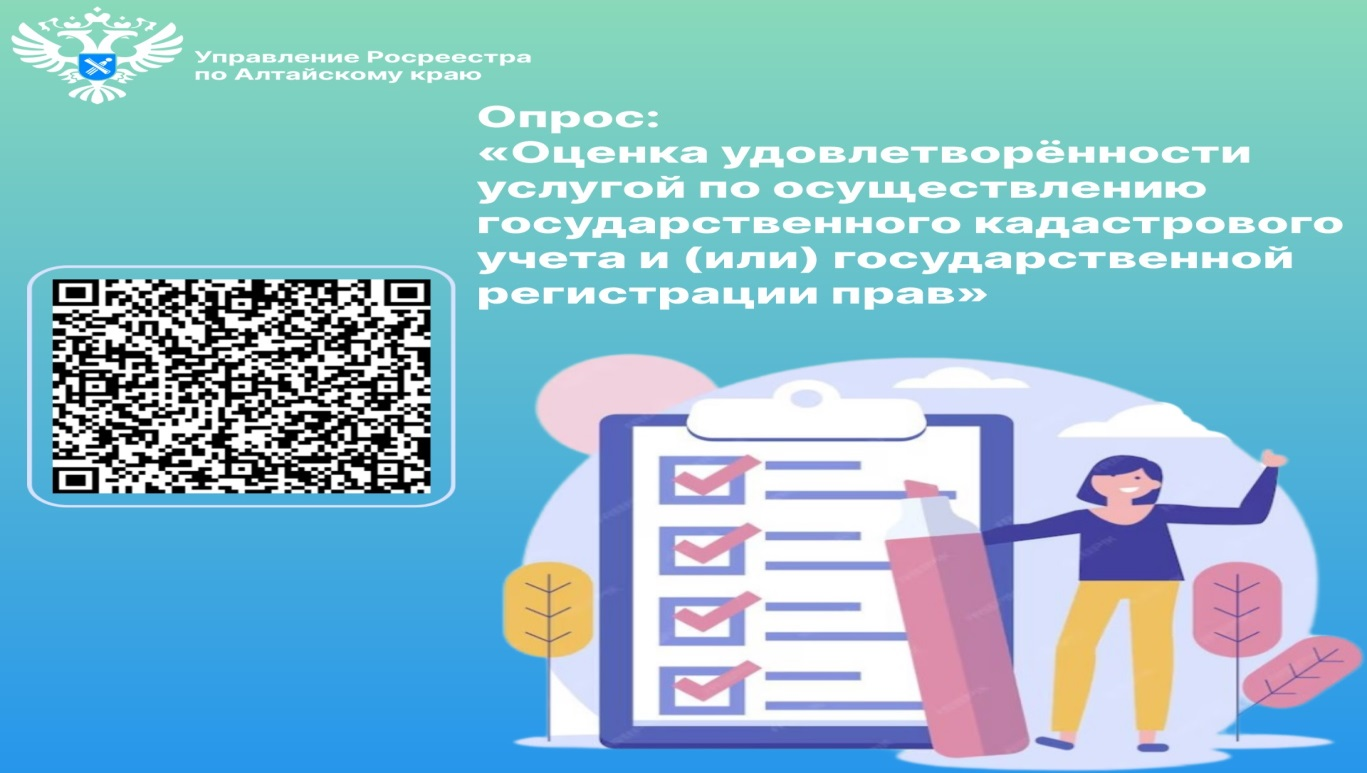 Управление Росреестра
по Алтайскому краю
Опрос:
«Оценка удовлетворённости
услугой по осуществлению
государственного кадастрового
учета и (или) государственной
регистрации прав»